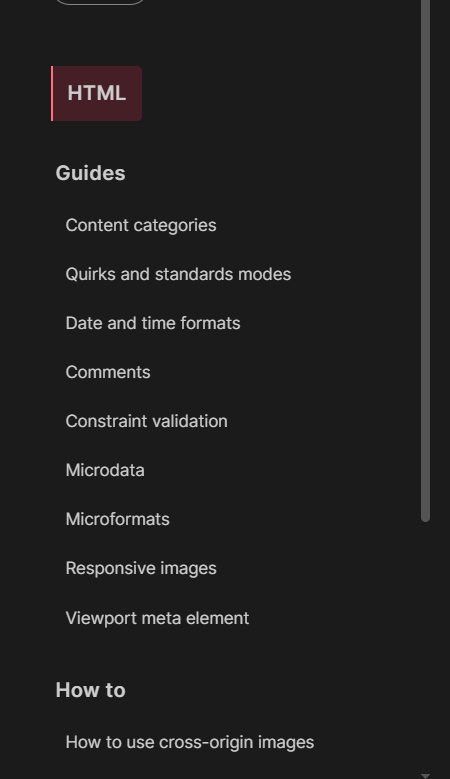 HTML
Guides
Content categories
Quirks and standards modes
Date and time formats
Comments
Constraint validation
Microdata
Microformats
Responsive images
Viewport meta element
How to
How to use cross-origin images